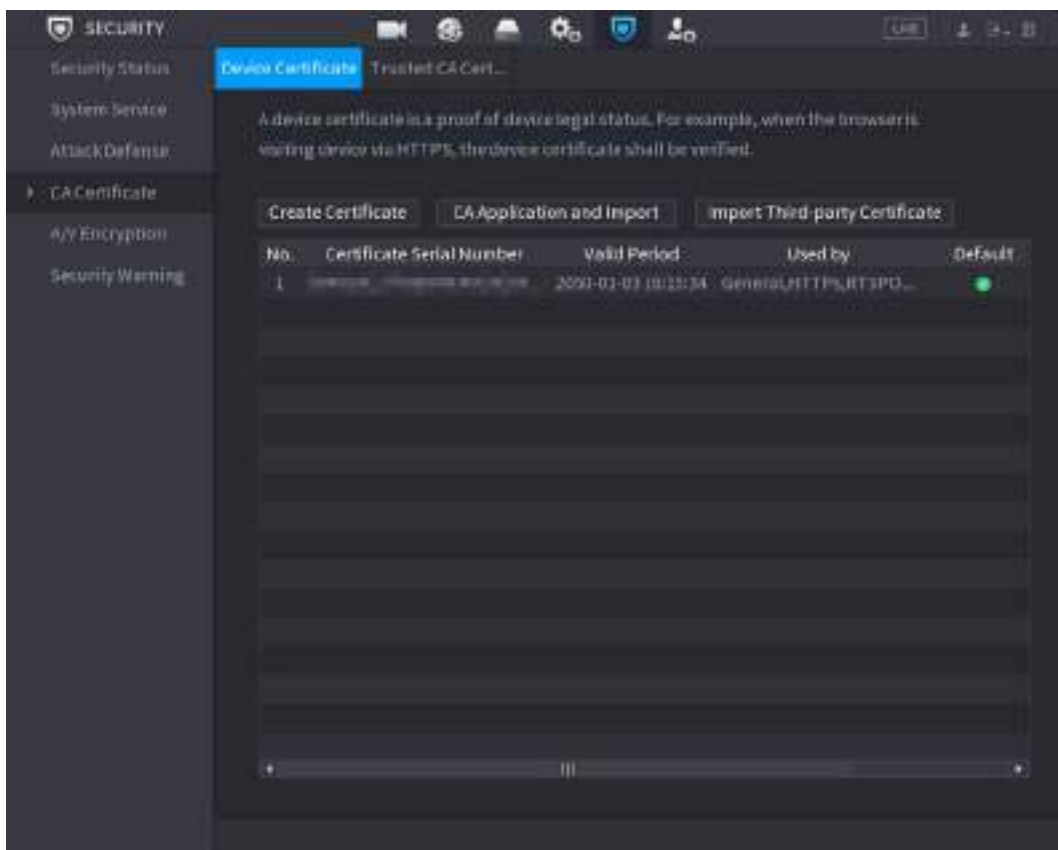 SECURITY
LIVE
Security Status
Device Certificate
Trusted CA Cert...
System Service
A device certificate is a proof of device legal status. For example, when the browser is
visiting device via HTTPS, the device certificate shall be verified.
Attack Defense
CA Certificate
Create Certificate
CA Application and Import
Import Third-party Certificate
A/V Encryption
Security Warning
No.
Certificate Serial Number
Valid Period
Used by
Default
1
General,HTTPS,RTSPO...